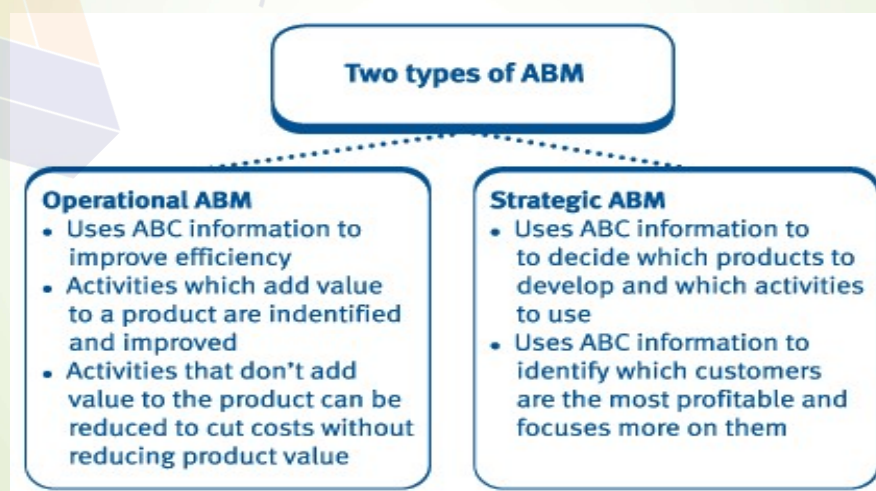 Two types of ABM
Operational ABM
• Uses ABC information to
improve efficiency
• Activities which add value
to a product are indentified
and improved
• Activities that don't add
value to the product can be
reduced to cut costs without
reducing product value
Strategic ABM
• Uses ABC information to
to decide which products to
develop and which activities
to use
• Uses ABC information to
identify which customers
are the most profitable and
focuses more on them